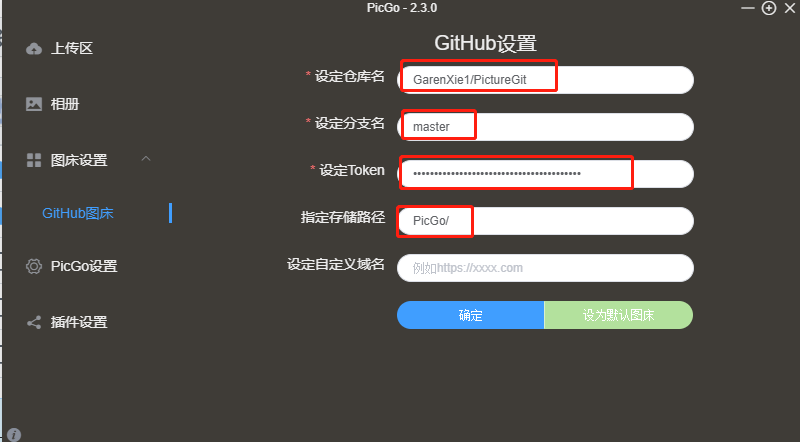 PicGo - 2.3.0
上传区
相册
图床设置
GitHub图床
PicGo设置
插件设置
GitHub设置
* 设定仓库名 GarenXie1/PictureGit
* 设定分支名 master
* 设定Token ••••••••••••••••••••••••••••••••••••••••
指定存储路径 PicGo/
设定自定义域名 例如https://xxxx.com
确定 设为默认图床